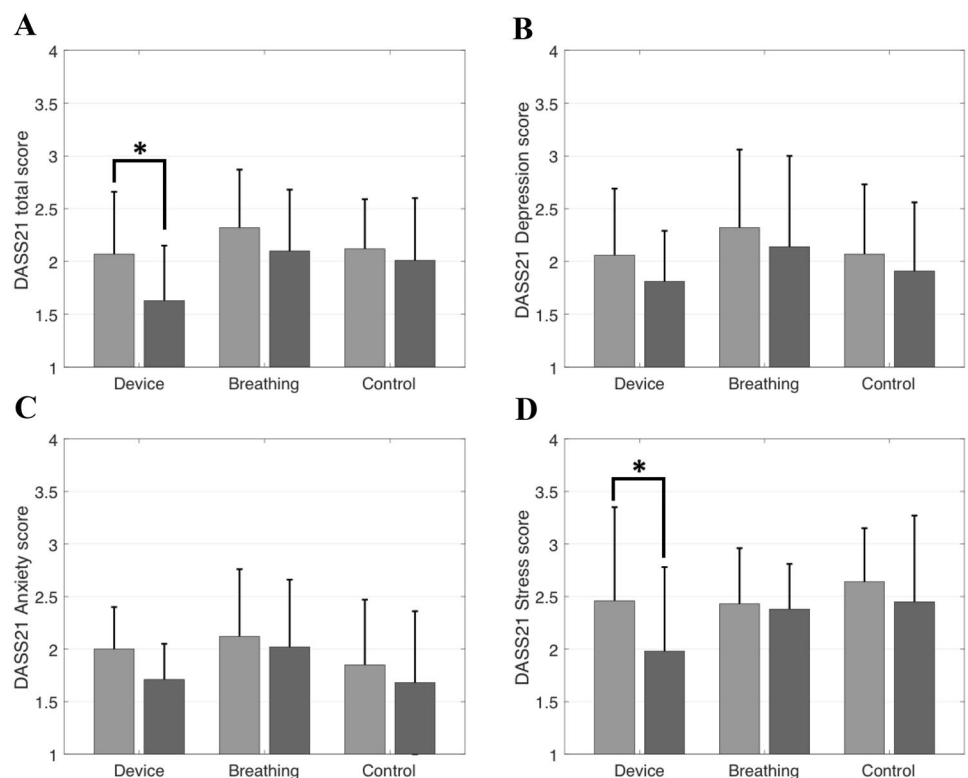 A
DASS21 total score
4
3.5
3
2.5
2
1.5
1
*
Device Breathing Control
B
DASS21 Depression score
4
3.5
3
2.5
2
1.5
1
Device Breathing Control
C
DASS21 Anxiety score
4
3.5
3
2.5
2
1.5
1
Device Breathing Control
D
DASS21 Stress score
4
3.5
3
2.5
2
1.5
1
*
Device Breathing Control